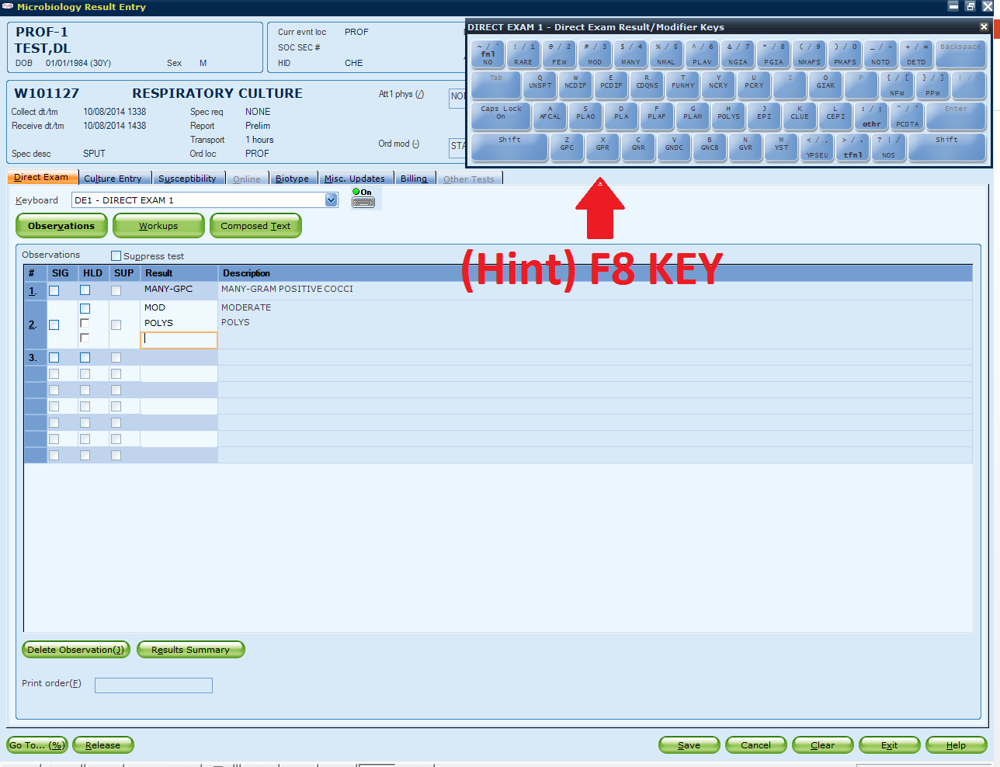 Microbiology Result Entry
PROF-1
TEST,DL
DOB 01/01/1984 (30Y) Sex M
Curr evnt loc PROF
SOC SEC #
HID CHE
W101127 RESPIRATORY CULTURE
Collect dt/tm 10/08/2014 1338 Spec req NONE
Receive dt/tm 10/08/2014 1438 Report Prelim
Transport 1 hours
Spec desc SPUT Ord loc PROF
Att1 phys (/) NO
Ord mod (-) STA
DIRECT EXAM 1 - Direct Exam Result/Modifier Keys
~ / ` fnl NO ! / 1 RARE @ / 2 FEW # / 3 MOD $ / 4 MANY % / 5 NMAL ^ / 6 PLAV & / 7 NGIA * / 8 PGIA ( / 9 NMAFS ) / 0 PMAFS _ / - NOTD + / = DETD Backspace
Tab Q UNSPT W NCDIF E PCDIF R CDQNS T FUNHY Y NCRY U PCRY I O GIAR P { / [ NPW } / ] PPW | / \
Caps Lock On A AFCAL S PLAO D PLA F PLAF G PLAM H POLYS J EPI K CLUE L CEPI : / ; othr " / ' PCDTA Enter
Shift Z GPC X GPR C GNR V GNDC B GNCB N GVR M YST < / , YPSEU > / . tfnl ? | / NOS Shift
Direct Exam Culture Entry Susceptibility Online Biotype Misc. Updates Billing Other Tests
Keyboard DE1 - DIRECT EXAM 1 On
Observations Workups Composed Text
(Hint) F8 KEY
Observations Suppress test
# SIG HLD SUP Result Description
1. MANY-GPC MANY-GRAM POSITIVE COCCI
MOD MODERATE
2. POLYS POLYS
3.
Delete Observation(J) Results Summary
Print order(F)
Go To... (%) Release Save Cancel Clear Exit Help